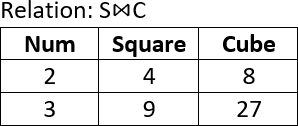 Relation: S⋈C
Num Square Cube
2 4 8
3 9 27